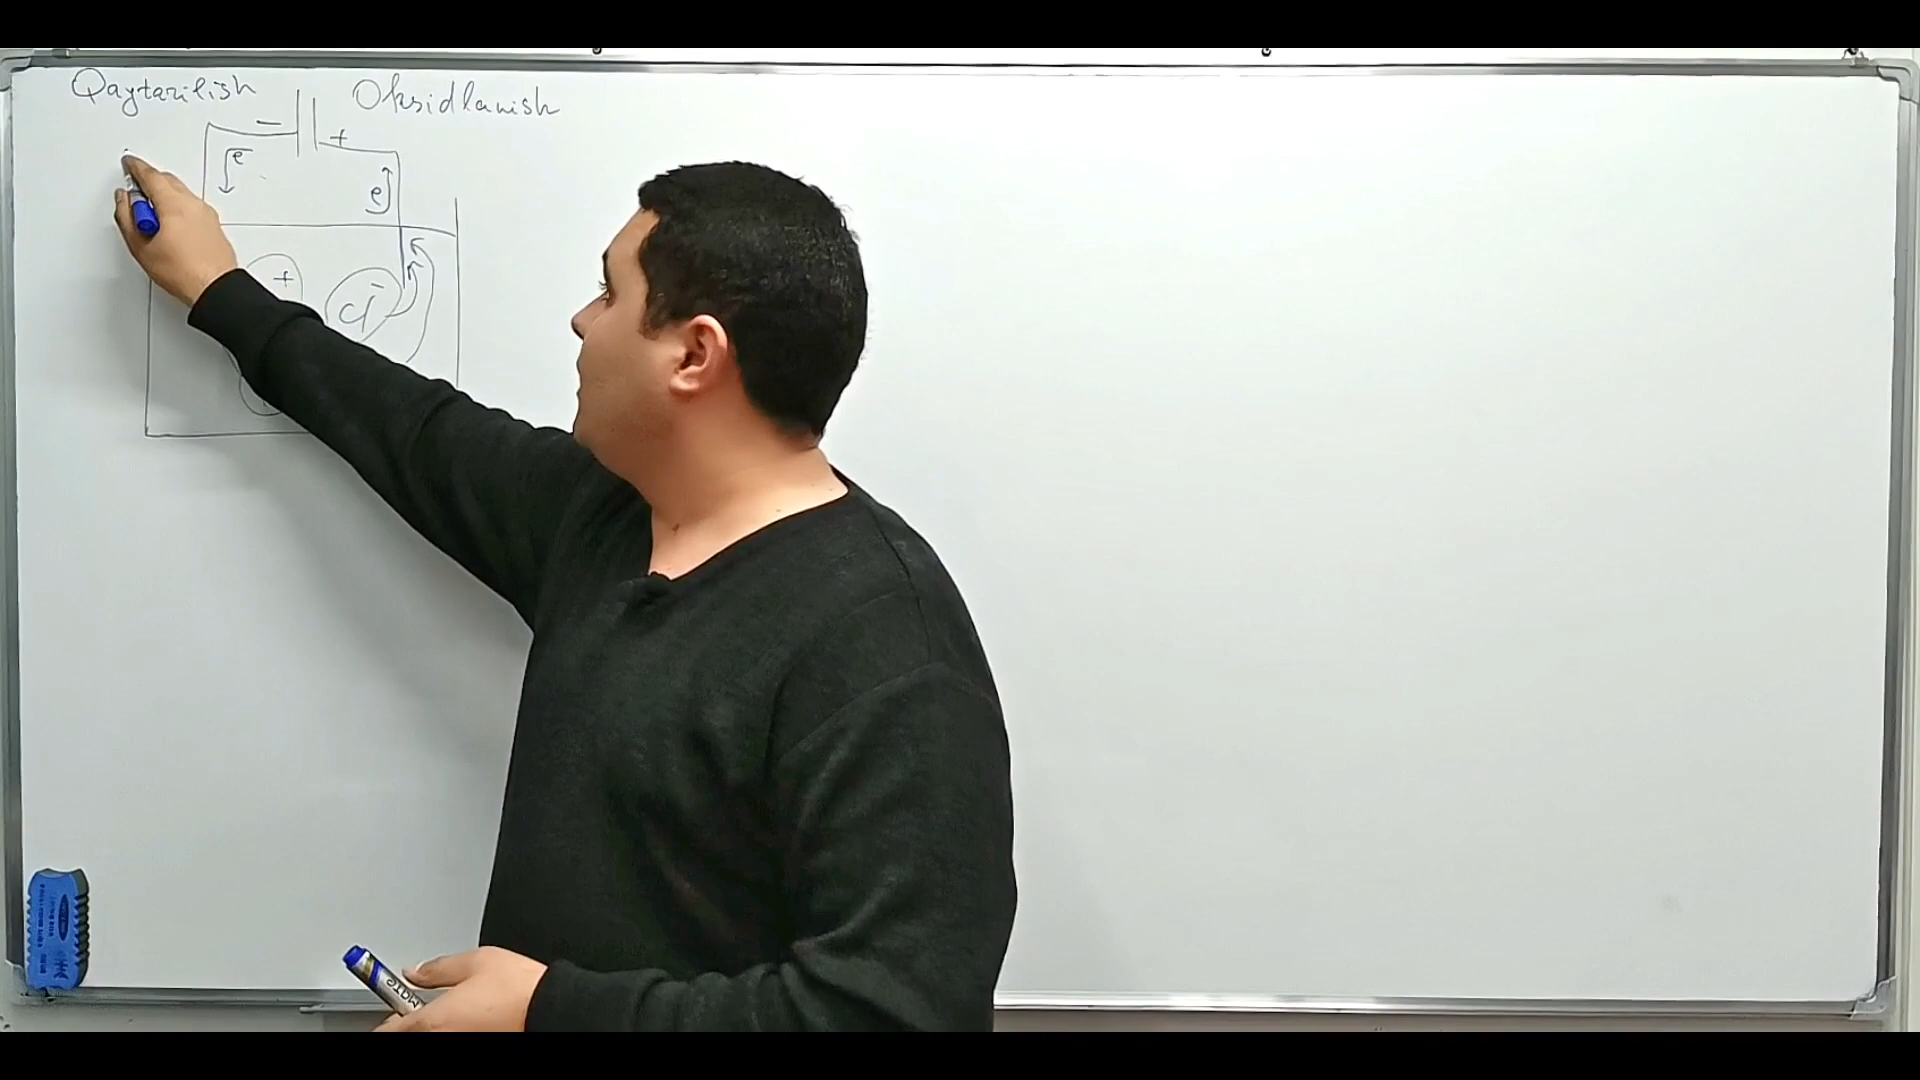 Qaytarilish
Oksidlanish
− +
e
e
+
Cl⁻